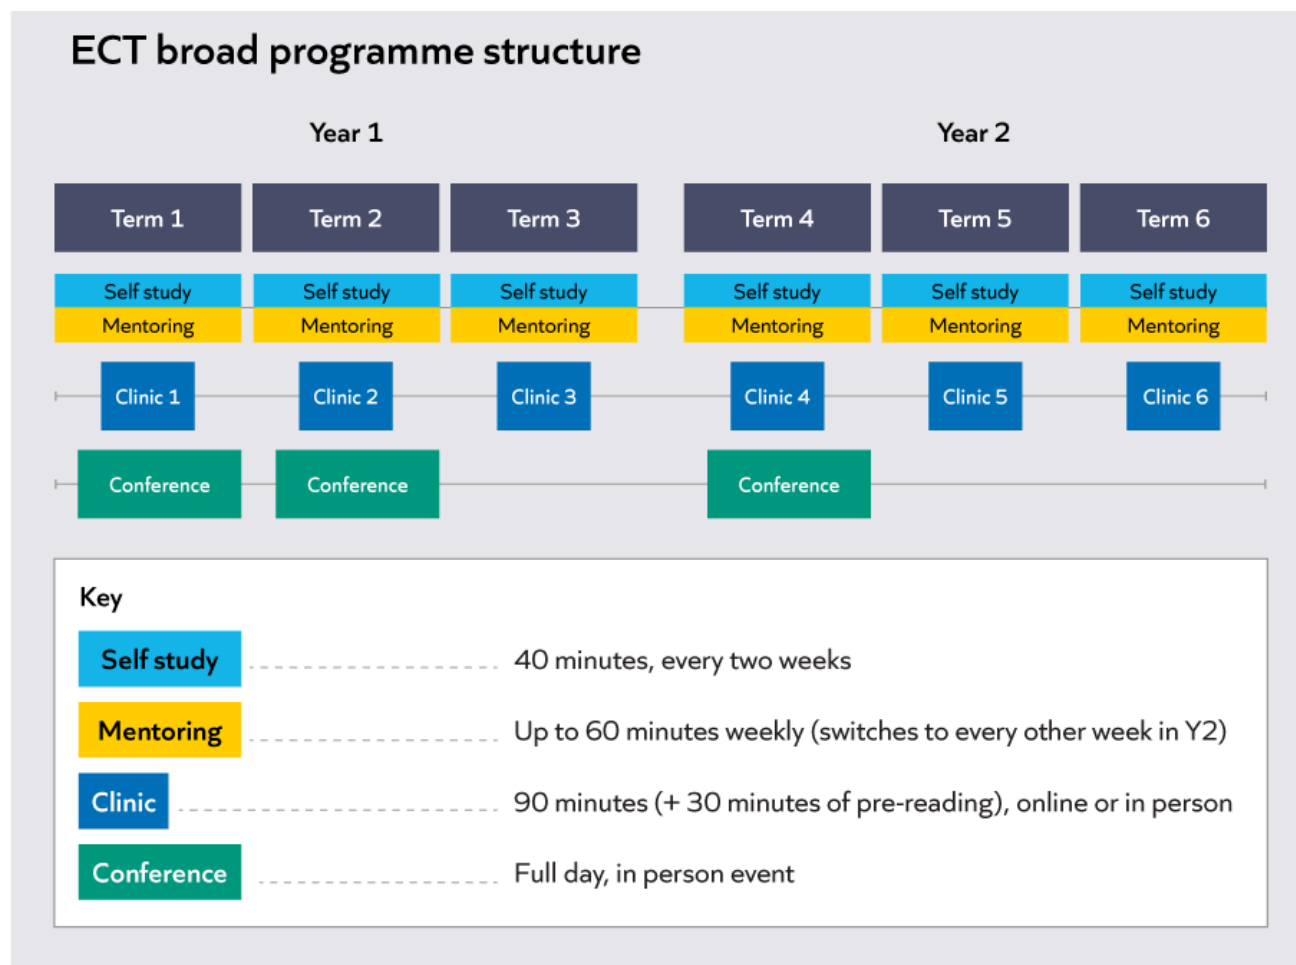 ECT broad programme structure
Year 1 Year 2
Term 1 Term 2 Term 3 Term 4 Term 5 Term 6
Self study Self study Self study Self study Self study Self study
Mentoring Mentoring Mentoring Mentoring Mentoring Mentoring
Clinic 1 Clinic 2 Clinic 3 Clinic 4 Clinic 5 Clinic 6
Conference Conference Conference
Key
Self study 40 minutes, every two weeks
Mentoring Up to 60 minutes weekly (switches to every other week in Y2)
Clinic 90 minutes (+ 30 minutes of pre-reading), online or in person
Conference Full day, in person event